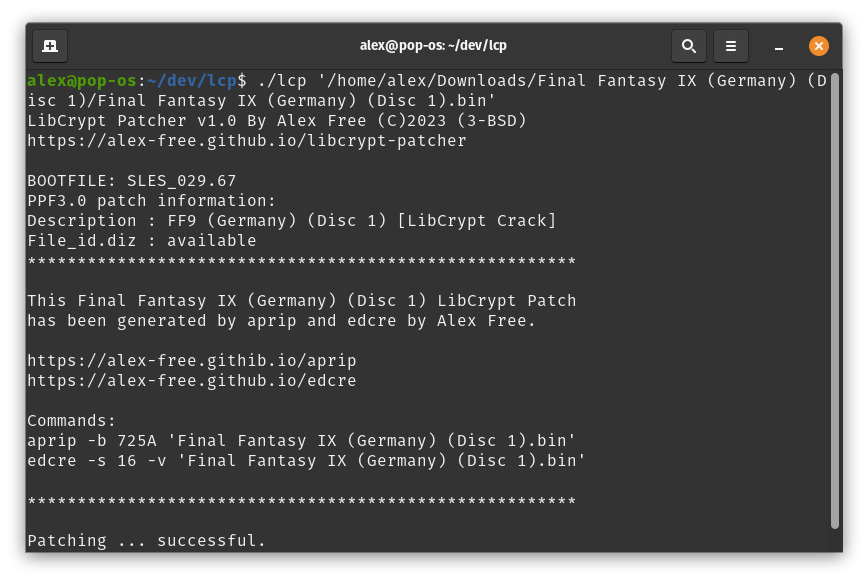 alex@pop-os: ~/dev/lcp
alex@pop-os:~/dev/lcp$ ./lcp '/home/alex/Downloads/Final Fantasy IX (Germany) (D
isc 1)/Final Fantasy IX (Germany) (Disc 1).bin'
LibCrypt Patcher v1.0 By Alex Free (C)2023 (3-BSD)
https://alex-free.github.io/libcrypt-patcher
BOOTFILE: SLES_029.67
PPF3.0 patch information:
Description : FF9 (Germany) (Disc 1) [LibCrypt Crack]
File_id.diz : available
*******************************************************
This Final Fantasy IX (Germany) (Disc 1) LibCrypt Patch
has been generated by aprip and edcre by Alex Free.
https://alex-free.githib.io/aprip
https://alex-free.github.io/edcre
Commands:
aprip -b 725A 'Final Fantasy IX (Germany) (Disc 1).bin'
edcre -s 16 -v 'Final Fantasy IX (Germany) (Disc 1).bin'
*******************************************************
Patching ... successful.